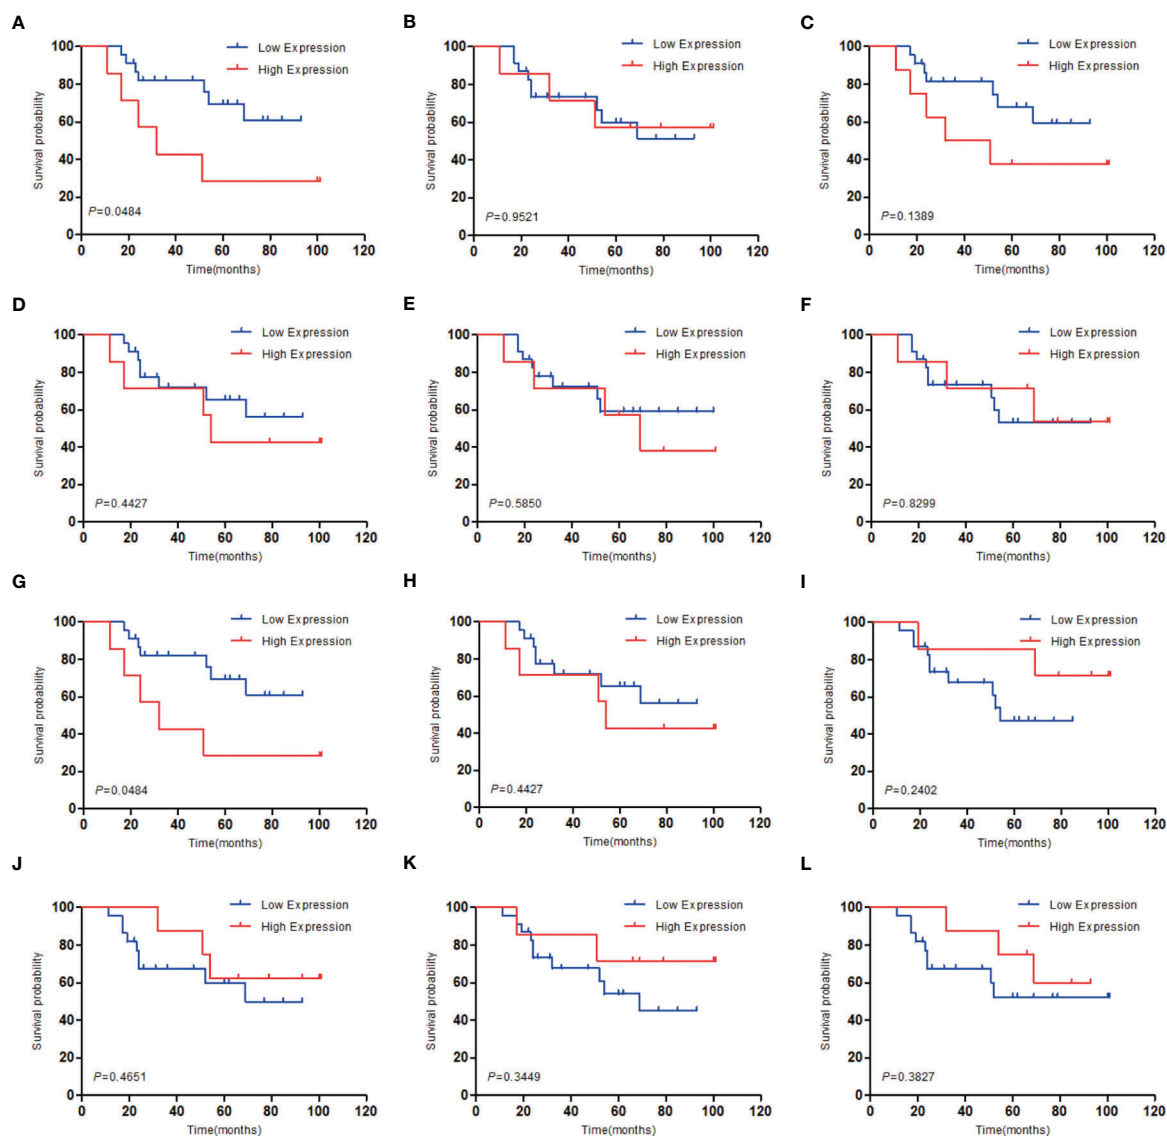 A
B
C
100
80
60
40
20
0
Survival probability
Low Expression
High Expression
P=0.0484
0 20 40 60 80 100 120
Time(months)
100
80
60
40
20
0
Survival probability
Low Expression
High Expression
P=0.9521
0 20 40 60 80 100 120
Time(months)
100
80
60
40
20
0
Survival probability
Low Expression
High Expression
P=0.1389
0 20 40 60 80 100 120
Time(months)
D
E
F
100
80
60
40
20
0
Survival probability
Low Expression
High Expression
P=0.4427
0 20 40 60 80 100 120
Time(months)
100
80
60
40
20
0
Survival probability
Low Expression
High Expression
P=0.5850
0 20 40 60 80 100 120
Time(months)
100
80
60
40
20
0
Survival probability
Low Expression
High Expression
P=0.8299
0 20 40 60 80 100 120
Time(months)
G
H
I
100
80
60
40
20
0
Survival probability
Low Expression
High Expression
P=0.0484
0 20 40 60 80 100 120
Time(months)
100
80
60
40
20
0
Survival probability
Low Expression
High Expression
P=0.4427
0 20 40 60 80 100 120
Time(months)
100
80
60
40
20
0
Survival probability
Low Expression
High Expression
P=0.2402
0 20 40 60 80 100 120
Time(months)
J
K
L
100
80
60
40
20
0
Survival probability
Low Expression
High Expression
P=0.4651
0 20 40 60 80 100 120
Time(months)
100
80
60
40
20
0
Survival probability
Low Expression
High Expression
P=0.3449
0 20 40 60 80 100 120
Time(months)
100
80
60
40
20
0
Survival probability
Low Expression
High Expression
P=0.3827
0 20 40 60 80 100 120
Time(months)